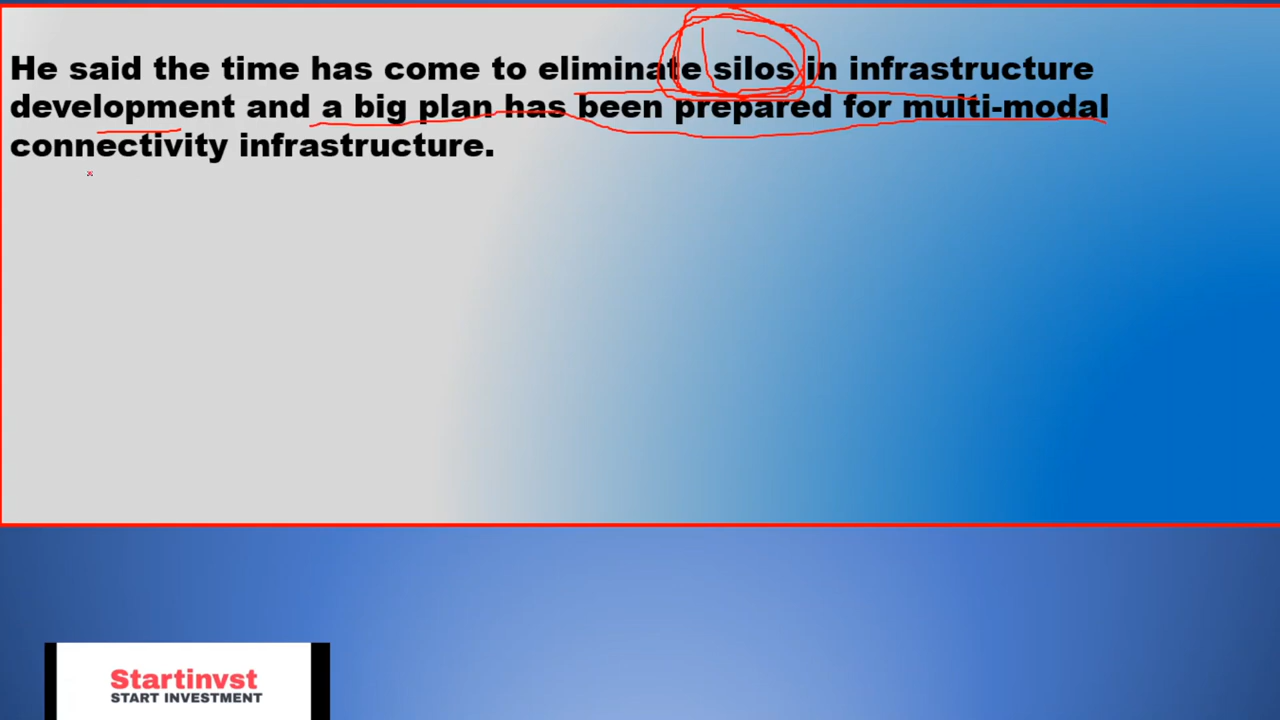 He said the time has come to eliminate silos in infrastructure
development and a big plan has been prepared for multi-modal
connectivity infrastructure.
Startinvst
START INVESTMENT